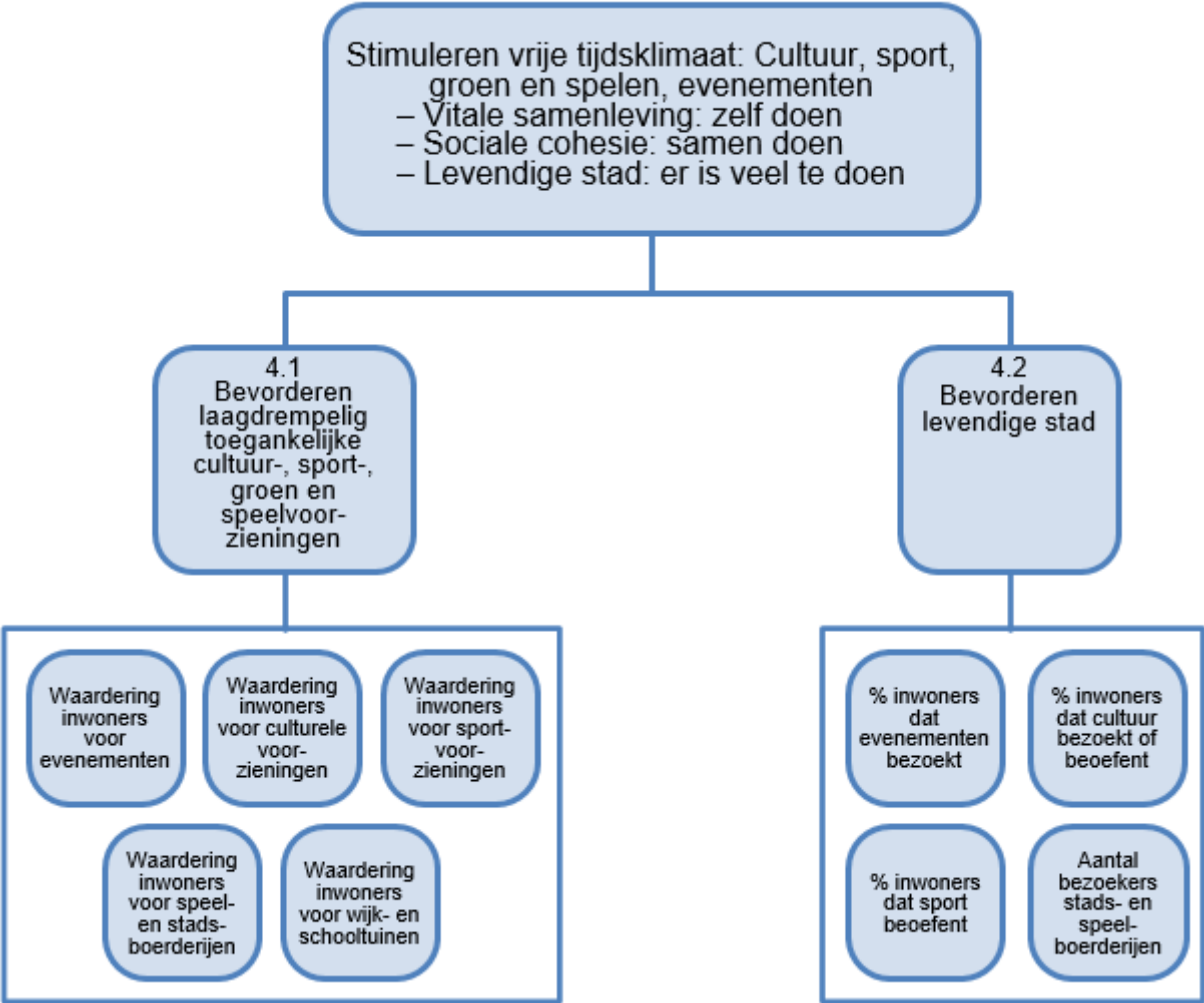 Stimuleren vrije tijdsklimaat: Cultuur, sport,
groen en spelen, evenementen
– Vitale samenleving: zelf doen
– Sociale cohesie: samen doen
– Levendige stad: er is veel te doen
4.1
Bevorderen
laagdrempelig
toegankelijke
cultuur-, sport-,
groen en
speelvoor-
zieningen
4.2
Bevorderen
levendige stad
Waardering
inwoners
voor
evenementen
Waardering
inwoners
voor culturele
voor-
zieningen
Waardering
inwoners
voor sport-
voor-
zieningen
Waardering
inwoners
voor speel-
en stads-
boerderijen
Waardering
inwoners
voor wijk- en
schooltuinen
% inwoners
dat
evenementen
bezoekt
% inwoners
dat cultuur
bezoekt of
beoefent
% inwoners
dat sport
beoefent
Aantal
bezoekers
stads- en
speel-
boerderijen